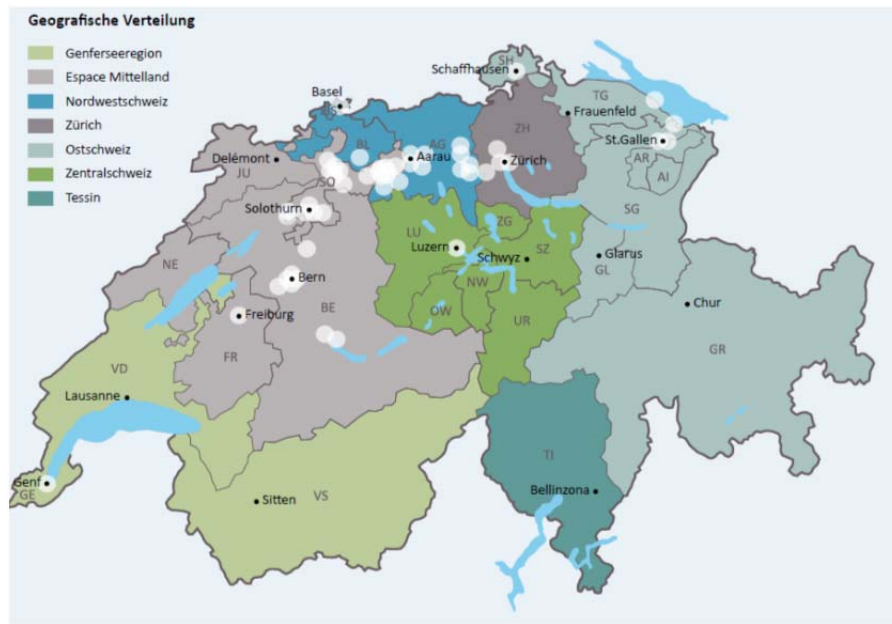 Geografische Verteilung
Genferseeregion
Espace Mittelland
Nordwestschweiz
Zürich
Ostschweiz
Zentralschweiz
Tessin
SH
Schaffhausen
Basel
BS
TG
Frauenfeld
ZH
BL
AG
St.Gallen
Delémont
Aarau
Zürich
AR
JU
SO
AI
Solothurn
SG
LU
ZG
Luzern
SZ
Schwyz
Glarus
NE
GL
Bern
NW
Chur
BE
OW
Freiburg
UR
GR
FR
VD
Lausanne
TI
Genf
GE
Sitten
VS
Bellinzona